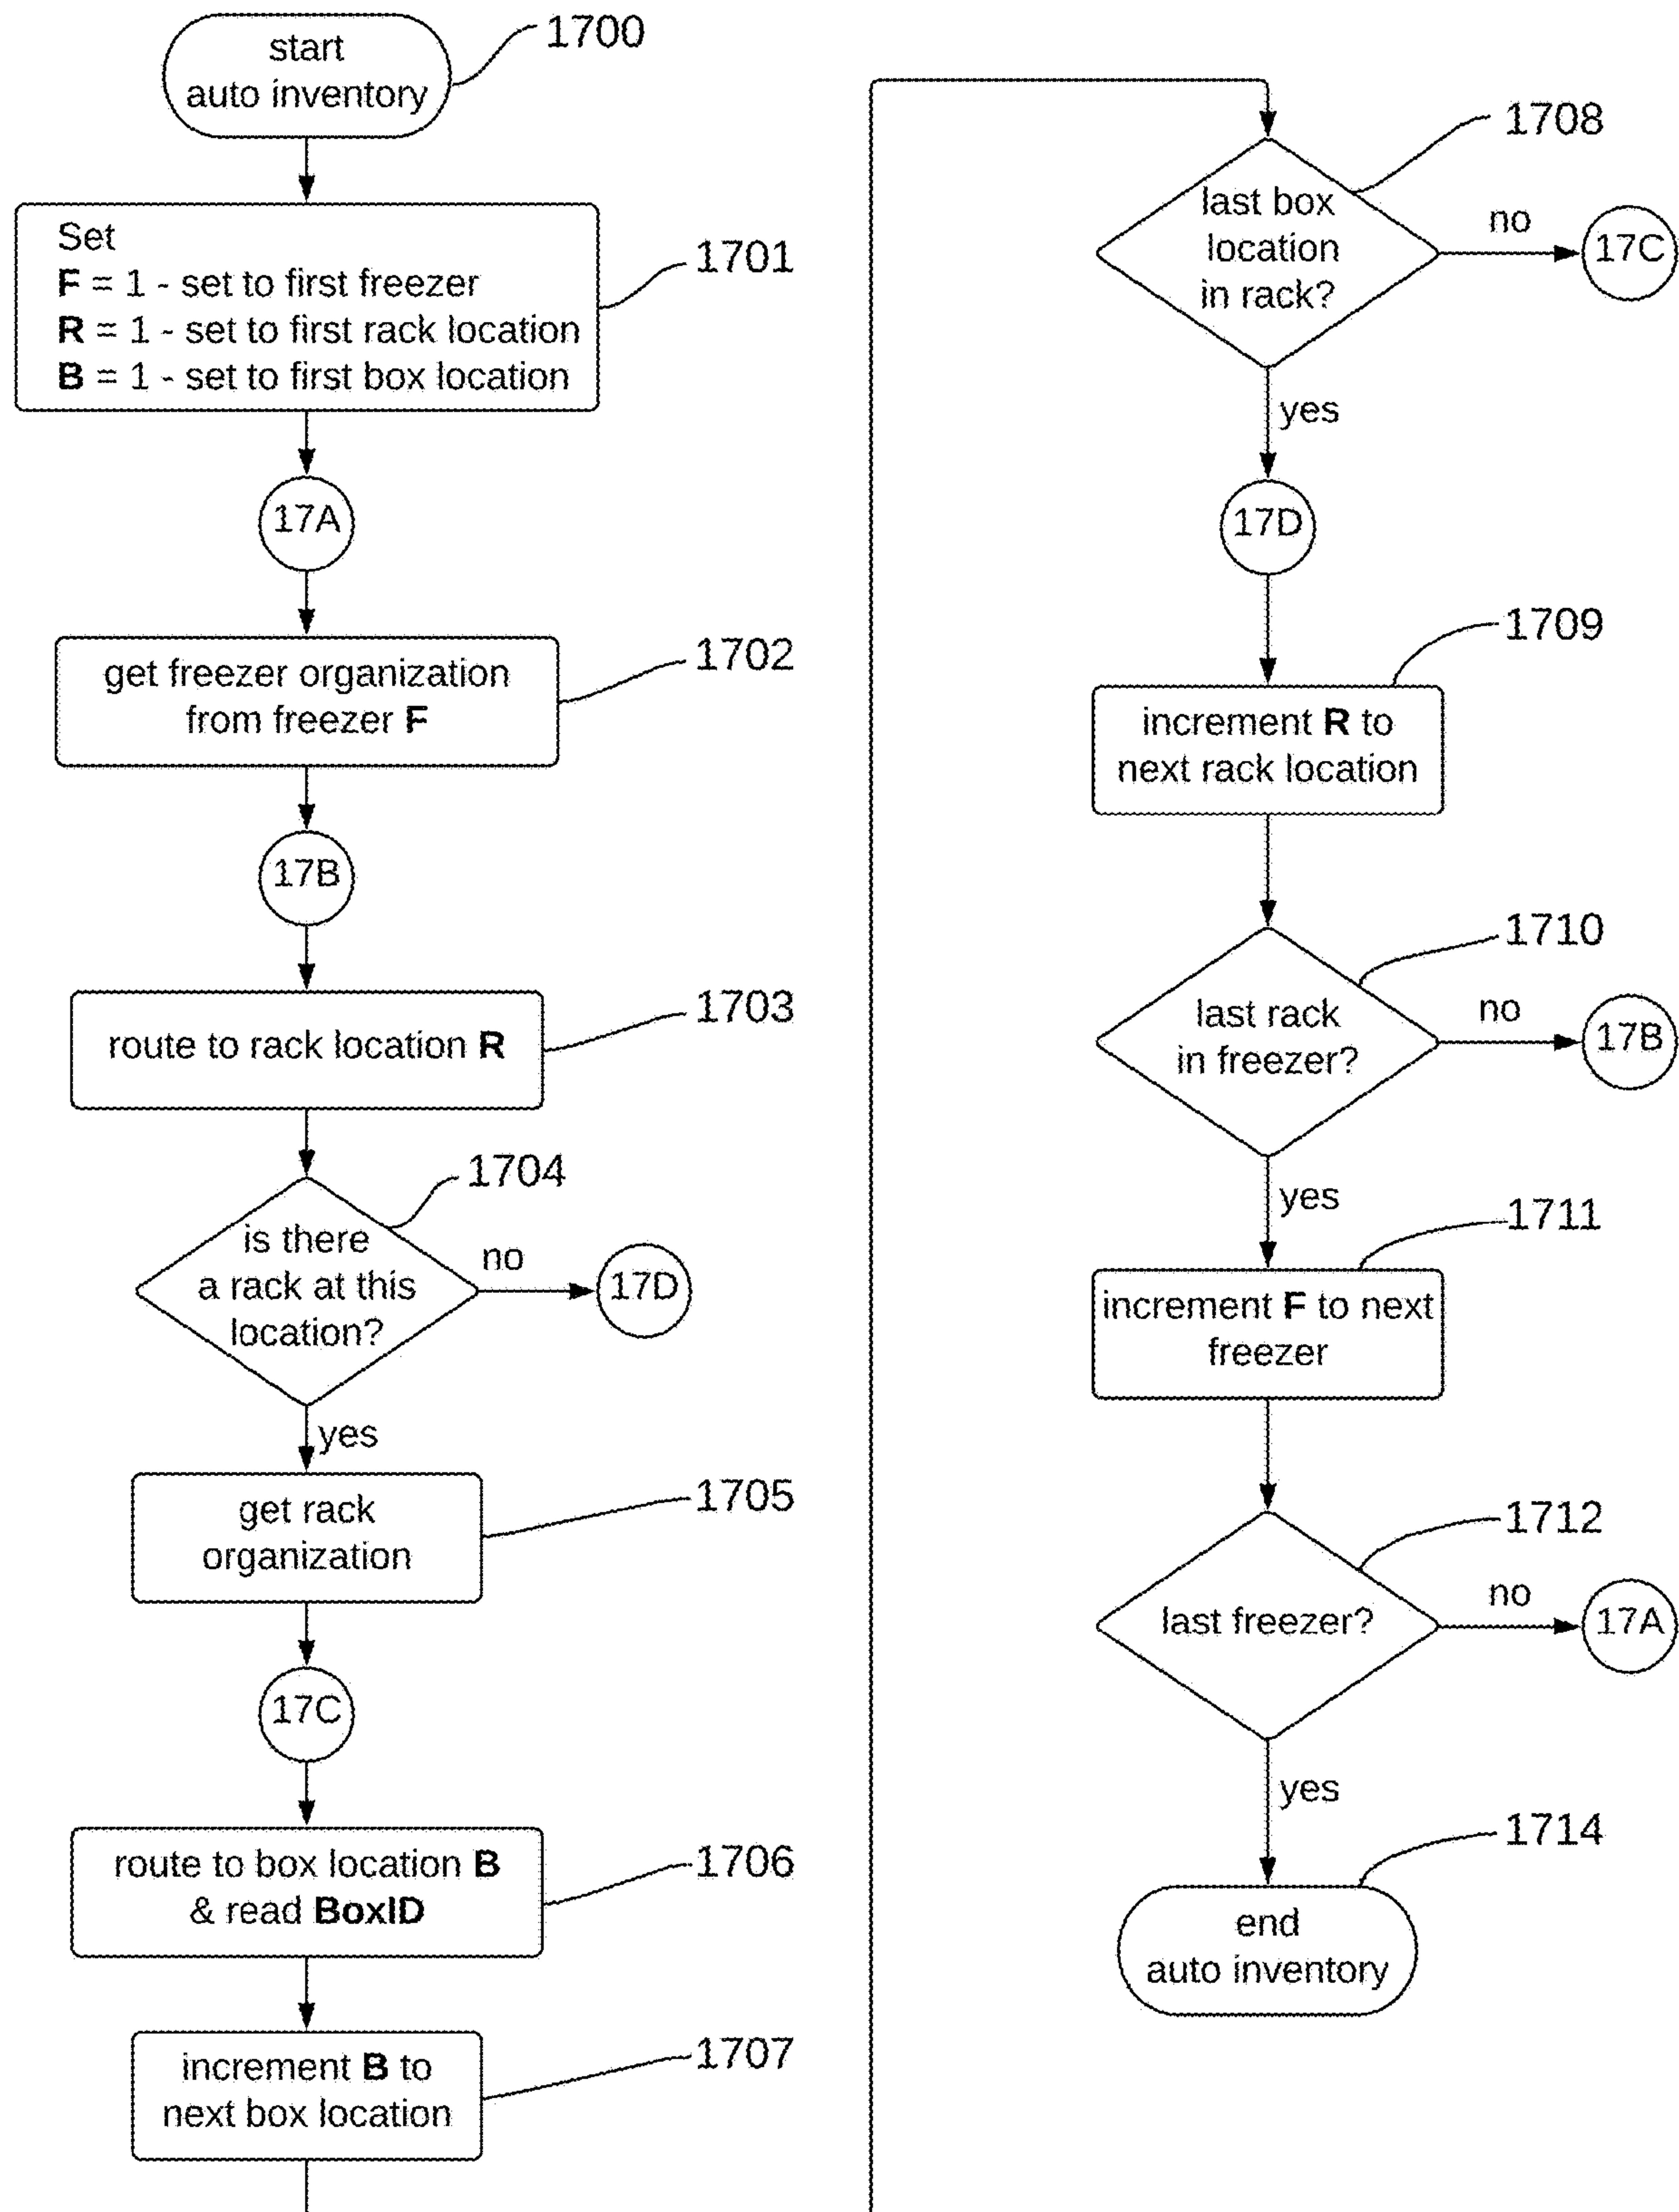 start
auto inventory
1700
Set
F = 1 - set to first freezer
R = 1 - set to first rack location
B = 1 - set to first box location
1701
17A
get freezer organization
from freezer F
1702
17B
route to rack location R
1703
is there
a rack at this
location?
1704
no
17D
yes
get rack
organization
1705
17C
route to box location B
& read BoxID
1706
increment B to
next box location
1707
last box
location
in rack?
1708
no
17C
yes
17D
increment R to
next rack location
1709
last rack
in freezer?
1710
no
17B
yes
increment F to next
freezer
1711
last freezer?
1712
no
17A
yes
end
auto inventory
1714